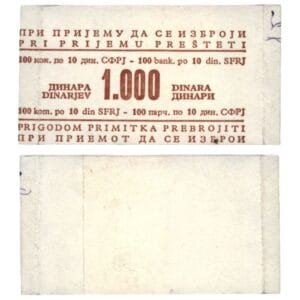 ПРИ ПРИЈЕМУ ДА СЕ ИЗБРОЈИ
PRI PRIJEMU PREŠTETI
100 ком. по 10 дин. СФРЈ - 100 bank. po 10 din. SFRJ
ДИНАРА 1.000 DINARA
DINARJEV ДИНАРИ
100 kom. po 10 din SFRJ - 100 парч. по 10 дин. СФРЈ
PRIGODOM PRIMITKA PREBROJITI
ПРИ ПРИЕМОТ ДА СЕ ИЗБРОИ